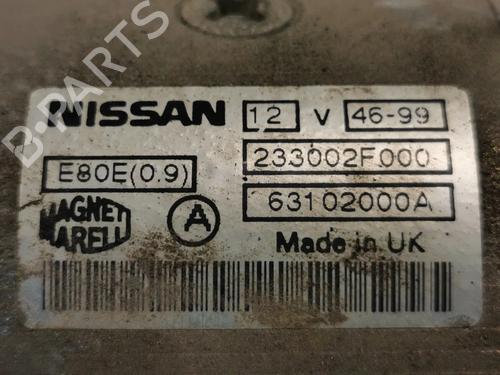 B-PARTS
NISSAN 12 V 46-99
233002F000
E80E(0.9)
63102000A
MAGNETI
MARELLI
A
Made in UK